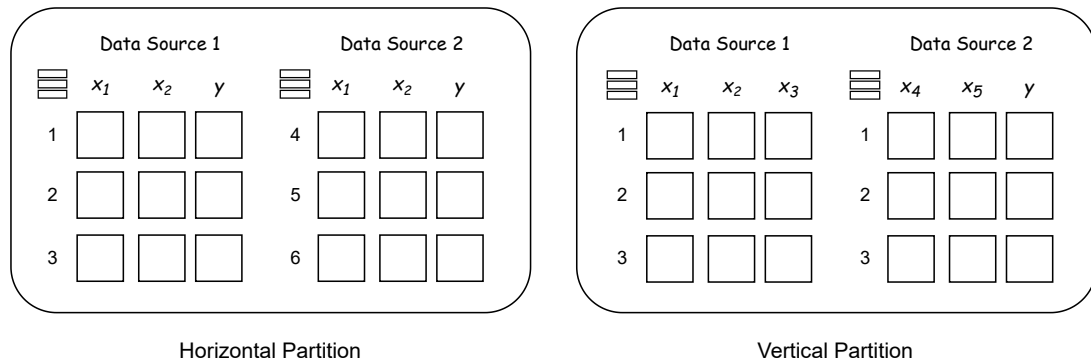 Data Source 1
Data Source 2
x₁ x₂ y
x₁ x₂ y
1
4
2
5
3
6
Horizontal Partition
Data Source 1
Data Source 2
x₁ x₂ x₃
x₄ x₅ y
1
1
2
2
3
3
Vertical Partition